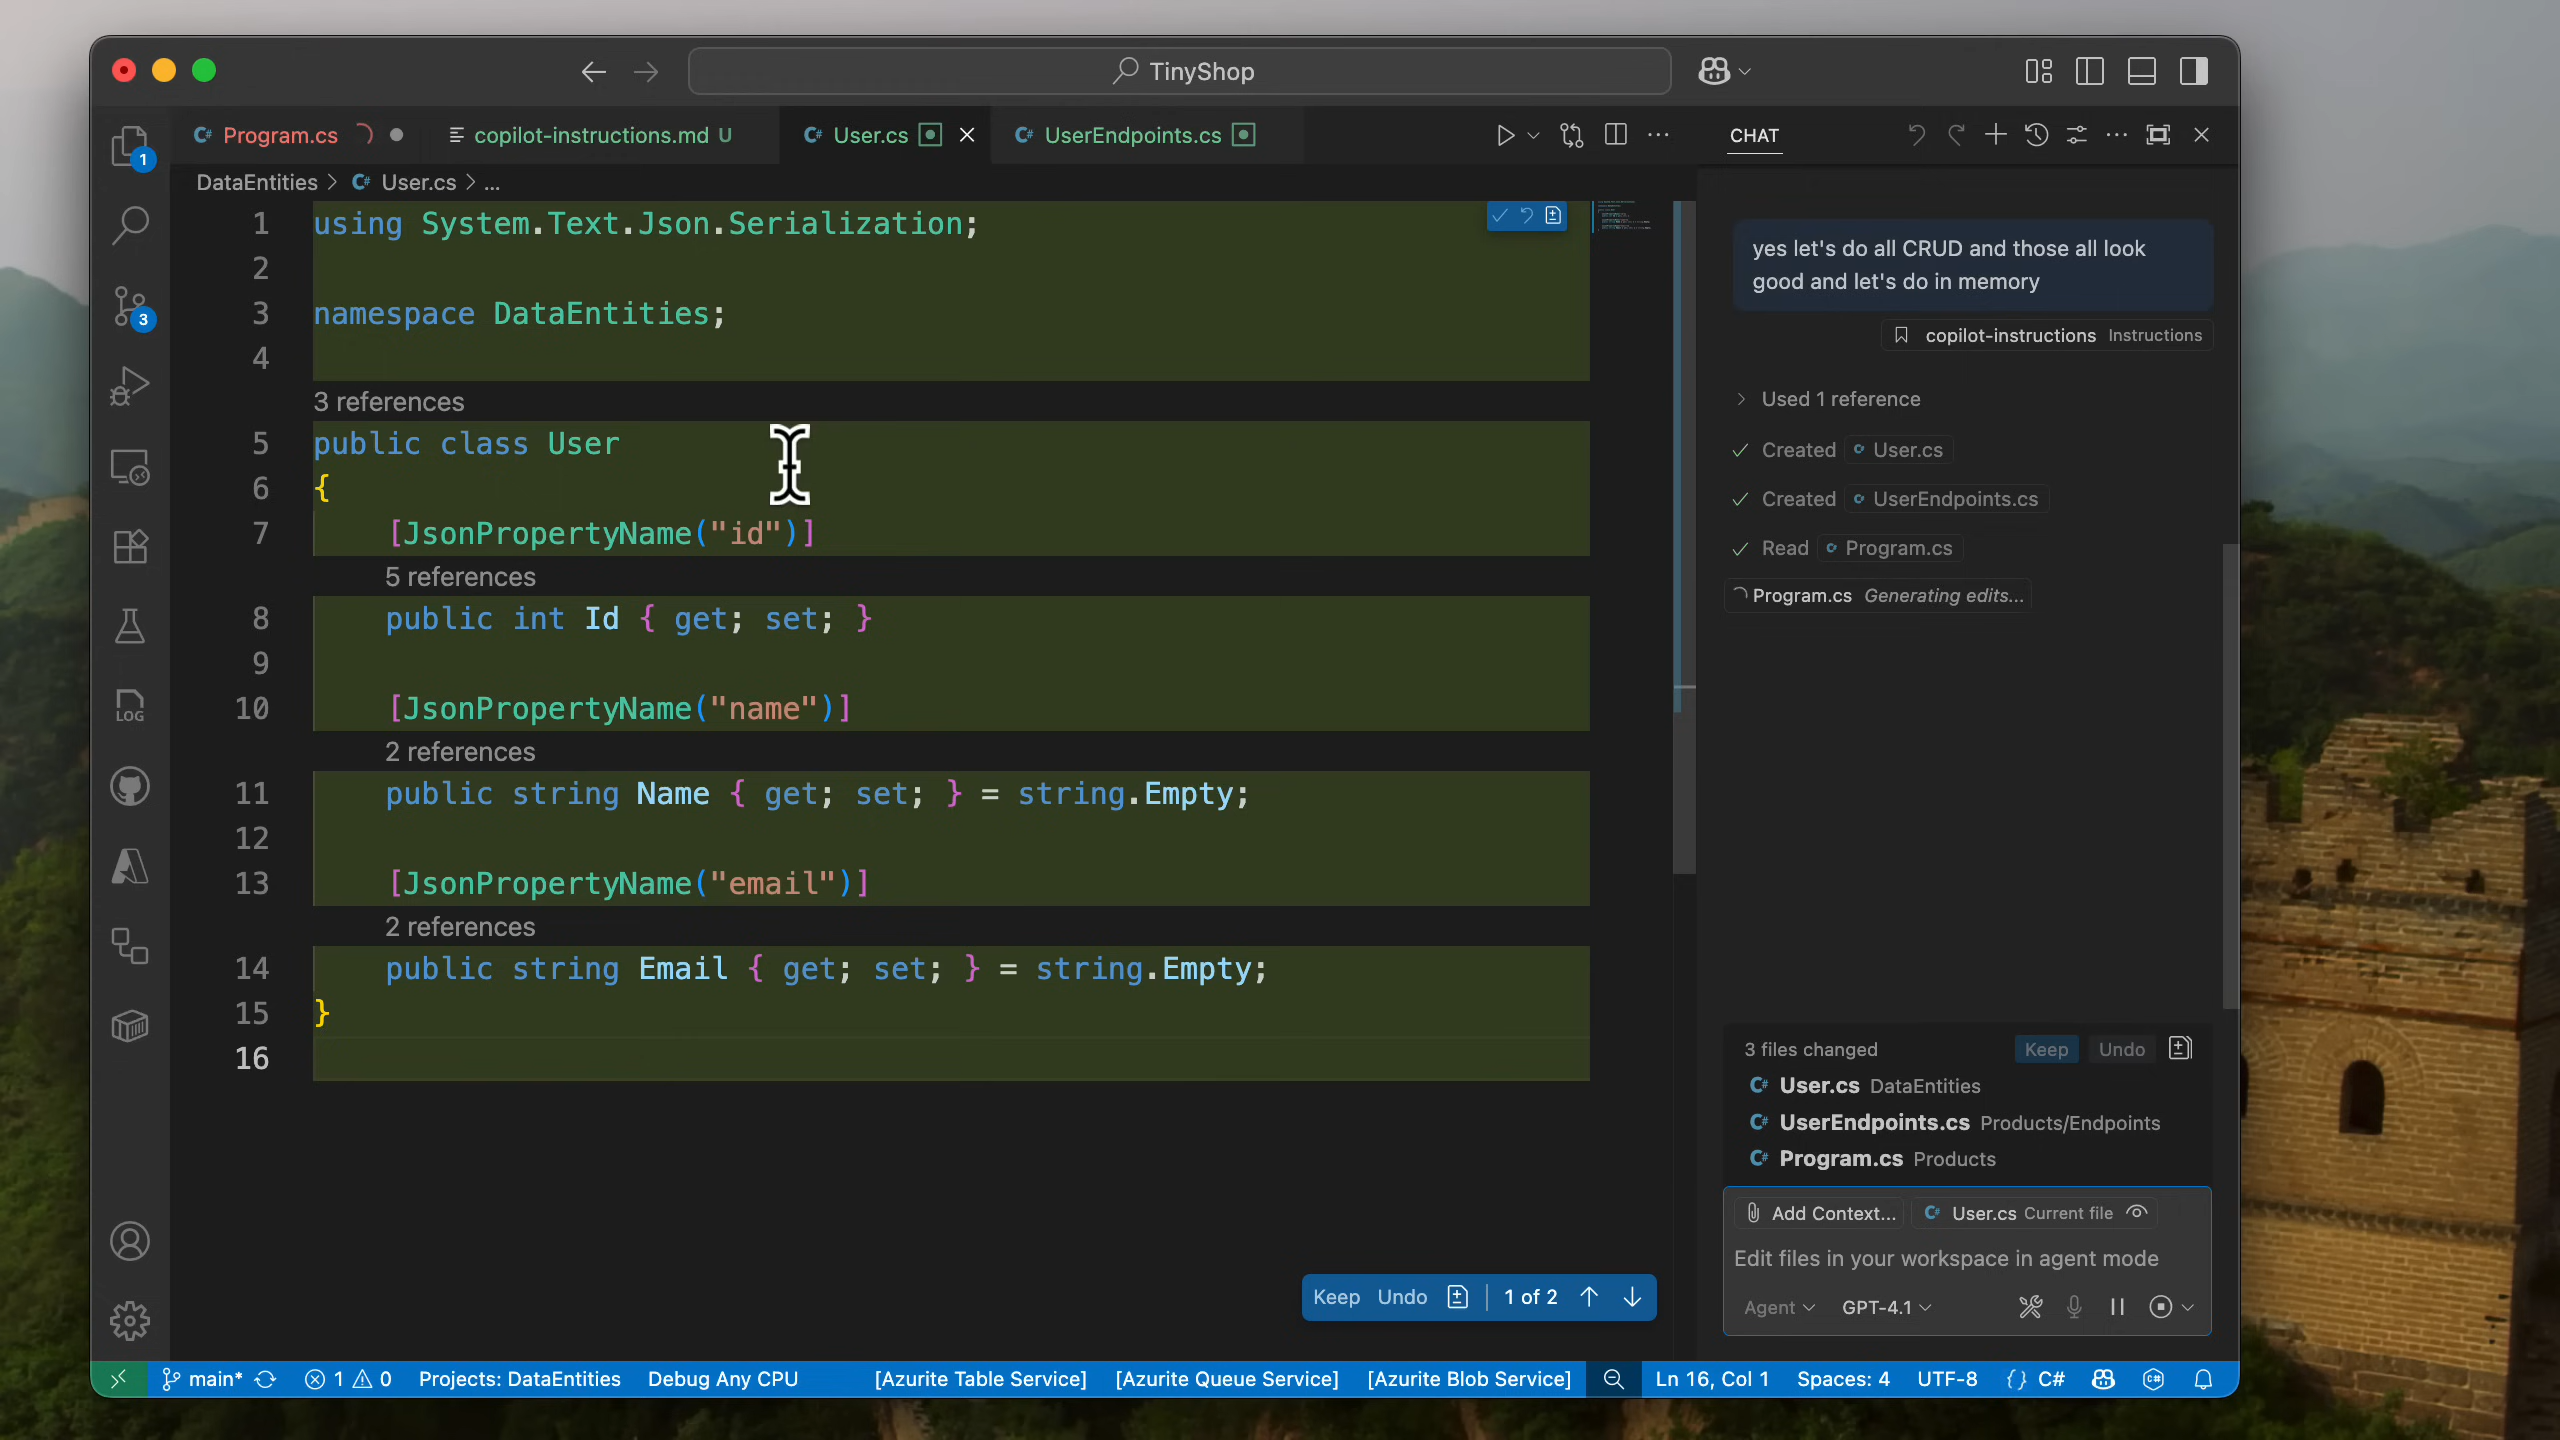 TinyShop
Program.cs
copilot-instructions.md U
User.cs
UserEndpoints.cs
CHAT
1
3
LOG
DataEntities > User.cs > ...
1 using System.Text.Json.Serialization;
2
3 namespace DataEntities;
4
3 references
5 public class User
6 {
7 [JsonPropertyName("id")]
5 references
8 public int Id { get; set; }
9
10 [JsonPropertyName("name")]
2 references
11 public string Name { get; set; } = string.Empty;
12
13 [JsonPropertyName("email")]
2 references
14 public string Email { get; set; } = string.Empty;
15 }
16
Keep Undo 1 of 2
yes let's do all CRUD and those all look
good and let's do in memory
copilot-instructions Instructions
Used 1 reference
Created User.cs
Created UserEndpoints.cs
Read Program.cs
Program.cs Generating edits...
3 files changed Keep Undo
User.cs DataEntities
UserEndpoints.cs Products/Endpoints
Program.cs Products
Add Context... User.cs Current file
Edit files in your workspace in agent mode
Agent GPT-4.1
main* 1 0 Projects: DataEntities Debug Any CPU [Azurite Table Service] [Azurite Queue Service] [Azurite Blob Service] Ln 16, Col 1 Spaces: 4 UTF-8 {} C#